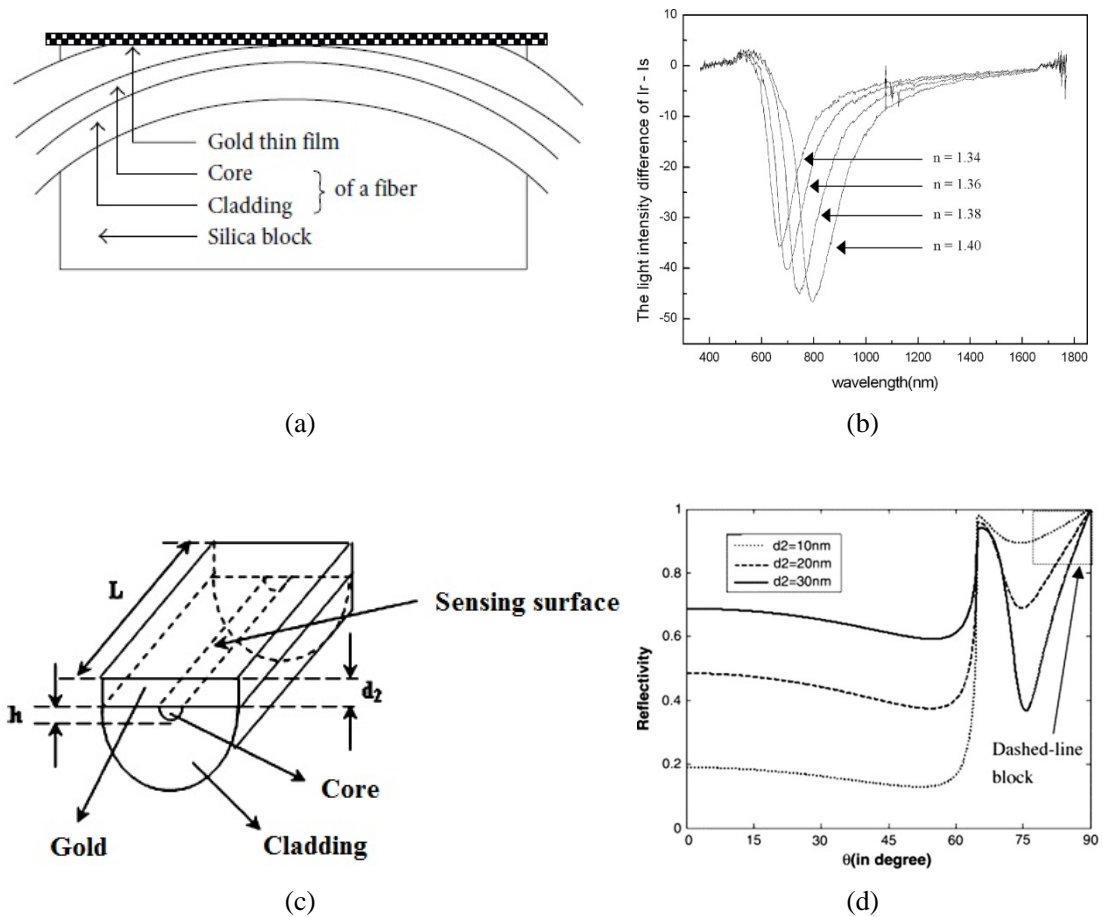 Gold thin film
Core
Cladding
of a fiber
Silica block
(a)
The light intensity difference of Ir - Is
0
-10
-20
-30
-40
-50
n = 1.34
n = 1.36
n = 1.38
n = 1.40
400 600 800 1000 1200 1400 1600 1800
wavelength(nm)
(b)
L
Sensing surface
d2
h
Core
Gold
Cladding
(c)
Reflectivity
1
0.8
0.6
0.4
0.2
0
d2=10nm
d2=20nm
d2=30nm
Dashed-line
block
0 15 30 45 60 75 90
θ(in degree)
(d)